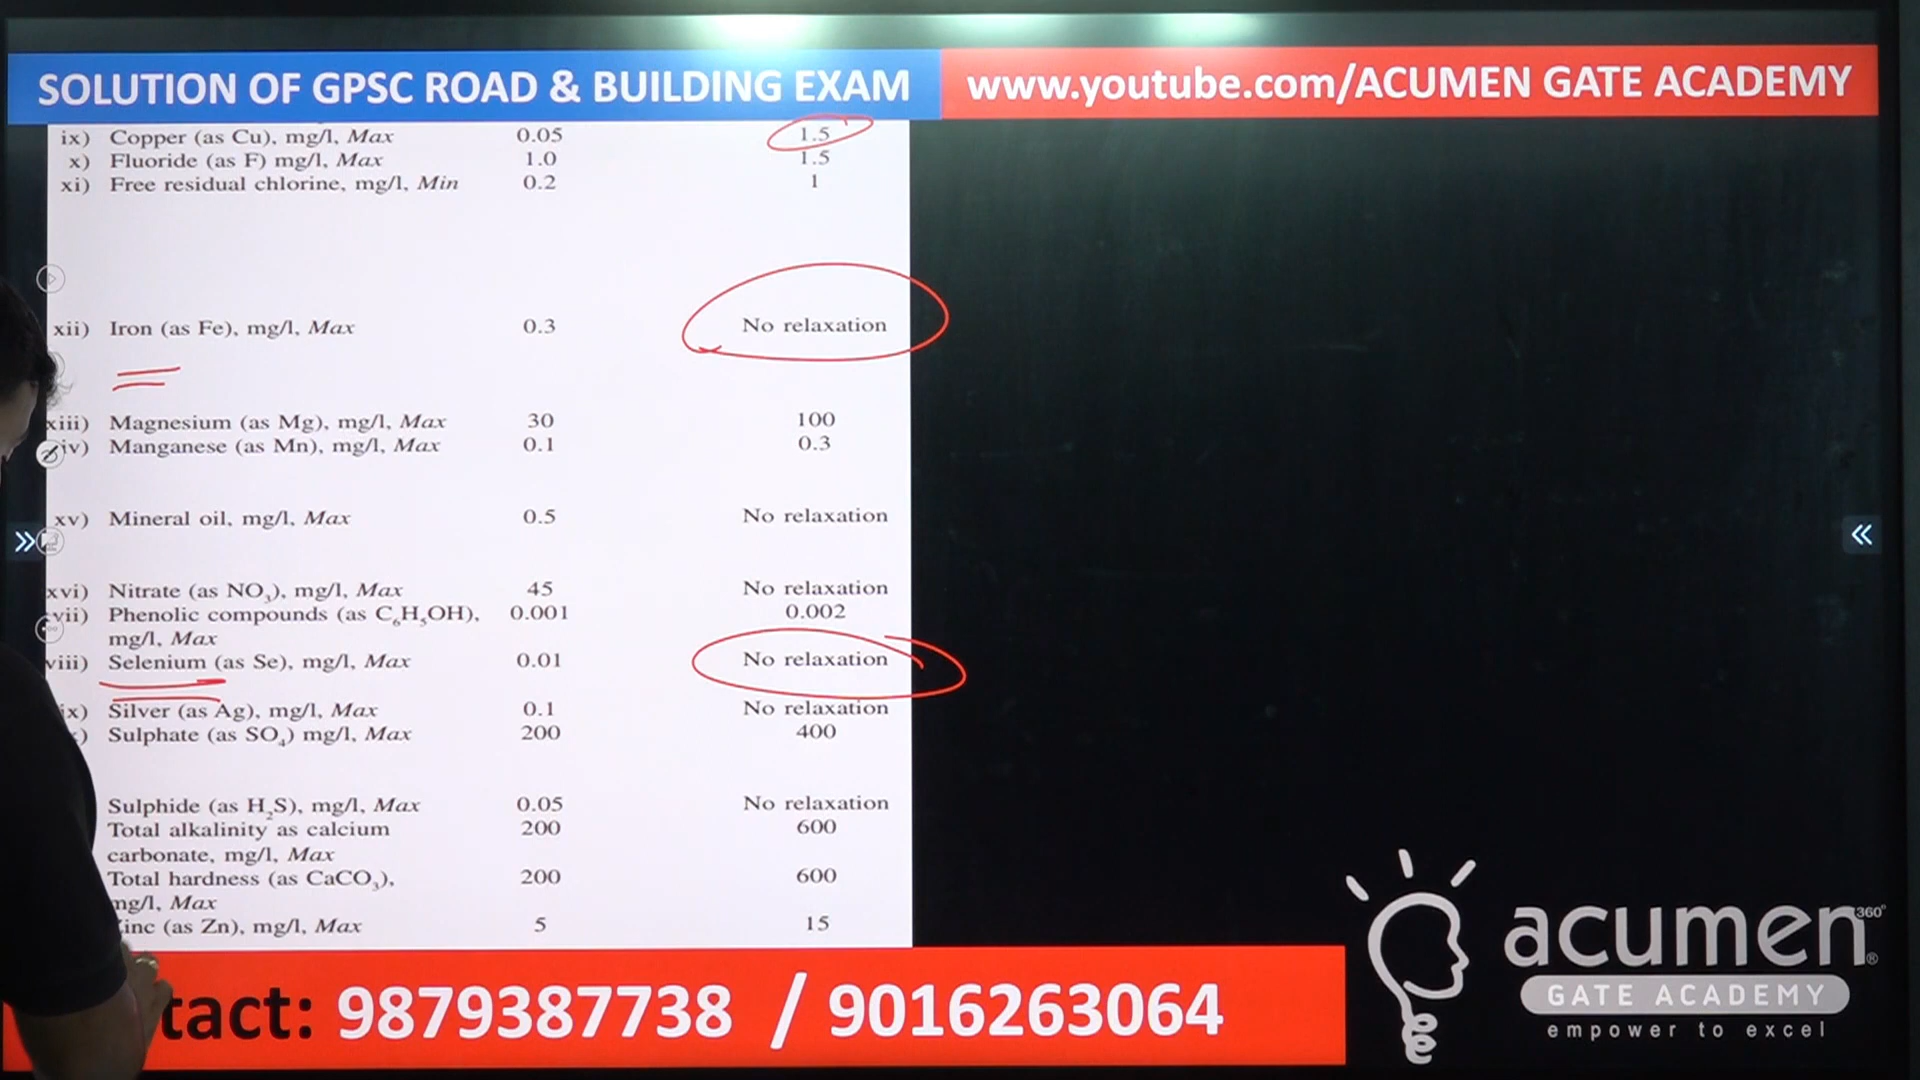 SOLUTION OF GPSC ROAD & BUILDING EXAM www.youtube.com/ACUMEN GATE ACADEMY
ix) Copper (as Cu), mg/l, Max 0.05 1.5
x) Fluoride (as F) mg/l, Max 1.0 1.5
xi) Free residual chlorine, mg/l, Min 0.2 1
xii) Iron (as Fe), mg/l, Max 0.3 No relaxation
xiii) Magnesium (as Mg), mg/l, Max 30 100
iv) Manganese (as Mn), mg/l, Max 0.1 0.3
xv) Mineral oil, mg/l, Max 0.5 No relaxation
xvi) Nitrate (as NO3), mg/l, Max 45 No relaxation
vii) Phenolic compounds (as C6H5OH), 0.001 0.002
mg/l, Max
viii) Selenium (as Se), mg/l, Max 0.01 No relaxation
ix) Silver (as Ag), mg/l, Max 0.1 No relaxation
) Sulphate (as SO4) mg/l, Max 200 400
Sulphide (as H2S), mg/l, Max 0.05 No relaxation
Total alkalinity as calcium 200 600
carbonate, mg/l, Max
Total hardness (as CaCO3), 200 600
mg/l, Max
inc (as Zn), mg/l, Max 5 15
tact: 9879387738 / 9016263064
acumen 360° ®
GATE ACADEMY
empower to excel